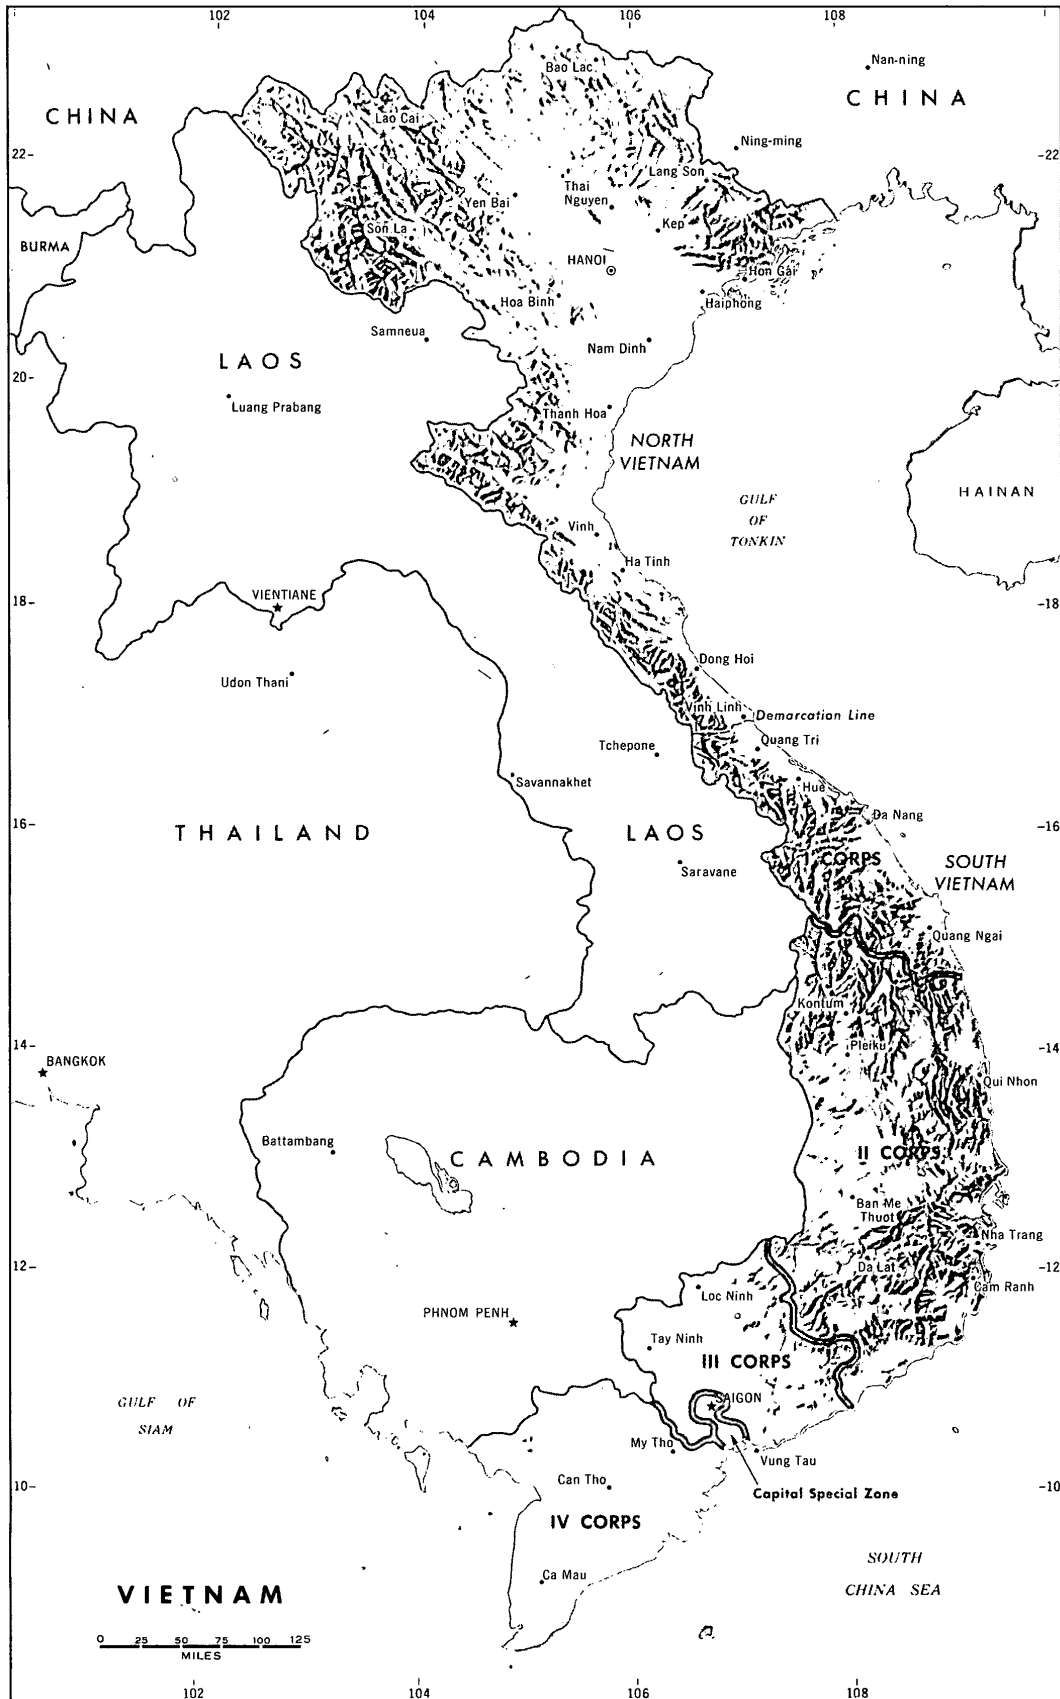 102 104 106 108
Nan-ning
Bao Lac
CHINA
CHINA
Lao Cai
Ning-ming
22-
-22
Lang Son
Thai
Nguyen
Yen Bai
Kep
Son La
BURMA
HANOI
Hon Gai
Hoa Binh
Haiphong
Samneua
Nam Dinh
LAOS
20-
-20
Luang Prabang
Thanh Hoa
NORTH
VIETNAM
HAINAN
GULF
OF
TONKIN
Vinh
Ha Tinh
VIENTIANE
18-
-18
Dong Hoi
Udon Thani
Vinh Linh
Demarcation Line
Quang Tri
Tchepone
Savannakhet
Hue
Da Nang
16-
-16
THAILAND
LAOS
I CORPS
SOUTH
VIETNAM
Saravane
Quang Ngai
Kontum
14-
-14
Pleiku
BANGKOK
Qui Nhon
Battambang
CAMBODIA
II CORPS
Ban Me
Thuot
Nha Trang
12-
-12
Da Lat
Cam Ranh
Loc Ninh
PHNOM PENH
Tay Ninh
III CORPS
GULF OF
SIAM
SAIGON
My Tho
Vung Tau
Can Tho
10-
-10
Capital Special Zone
IV CORPS
SOUTH
CHINA SEA
Ca Mau
VIETNAM
0 25 50 75 100 125
MILES
102 104 106 108